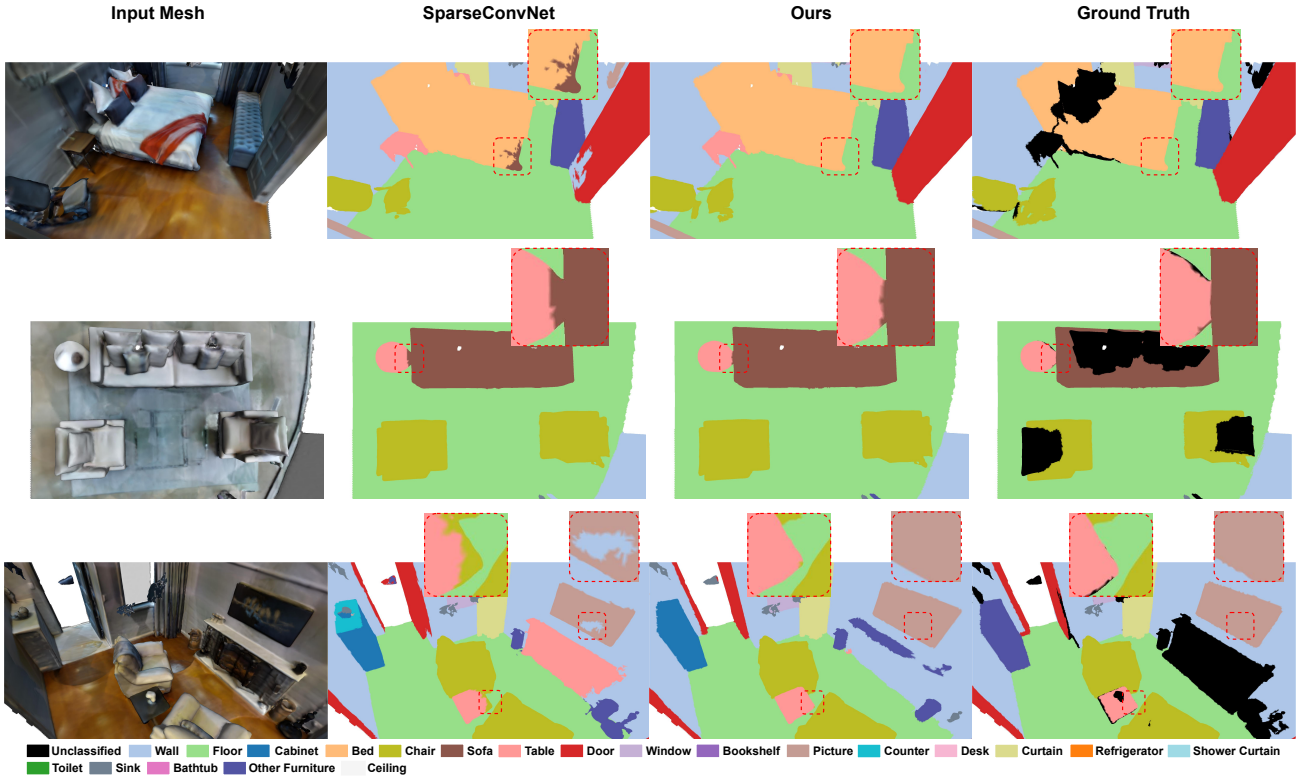 Input Mesh SparseConvNet Ours Ground Truth
Unclassified Wall Floor Cabinet Bed Chair Sofa Table Door Window Bookshelf Picture Counter Desk Curtain Refrigerator Shower Curtain
Toilet Sink Bathtub Other Furniture Ceiling